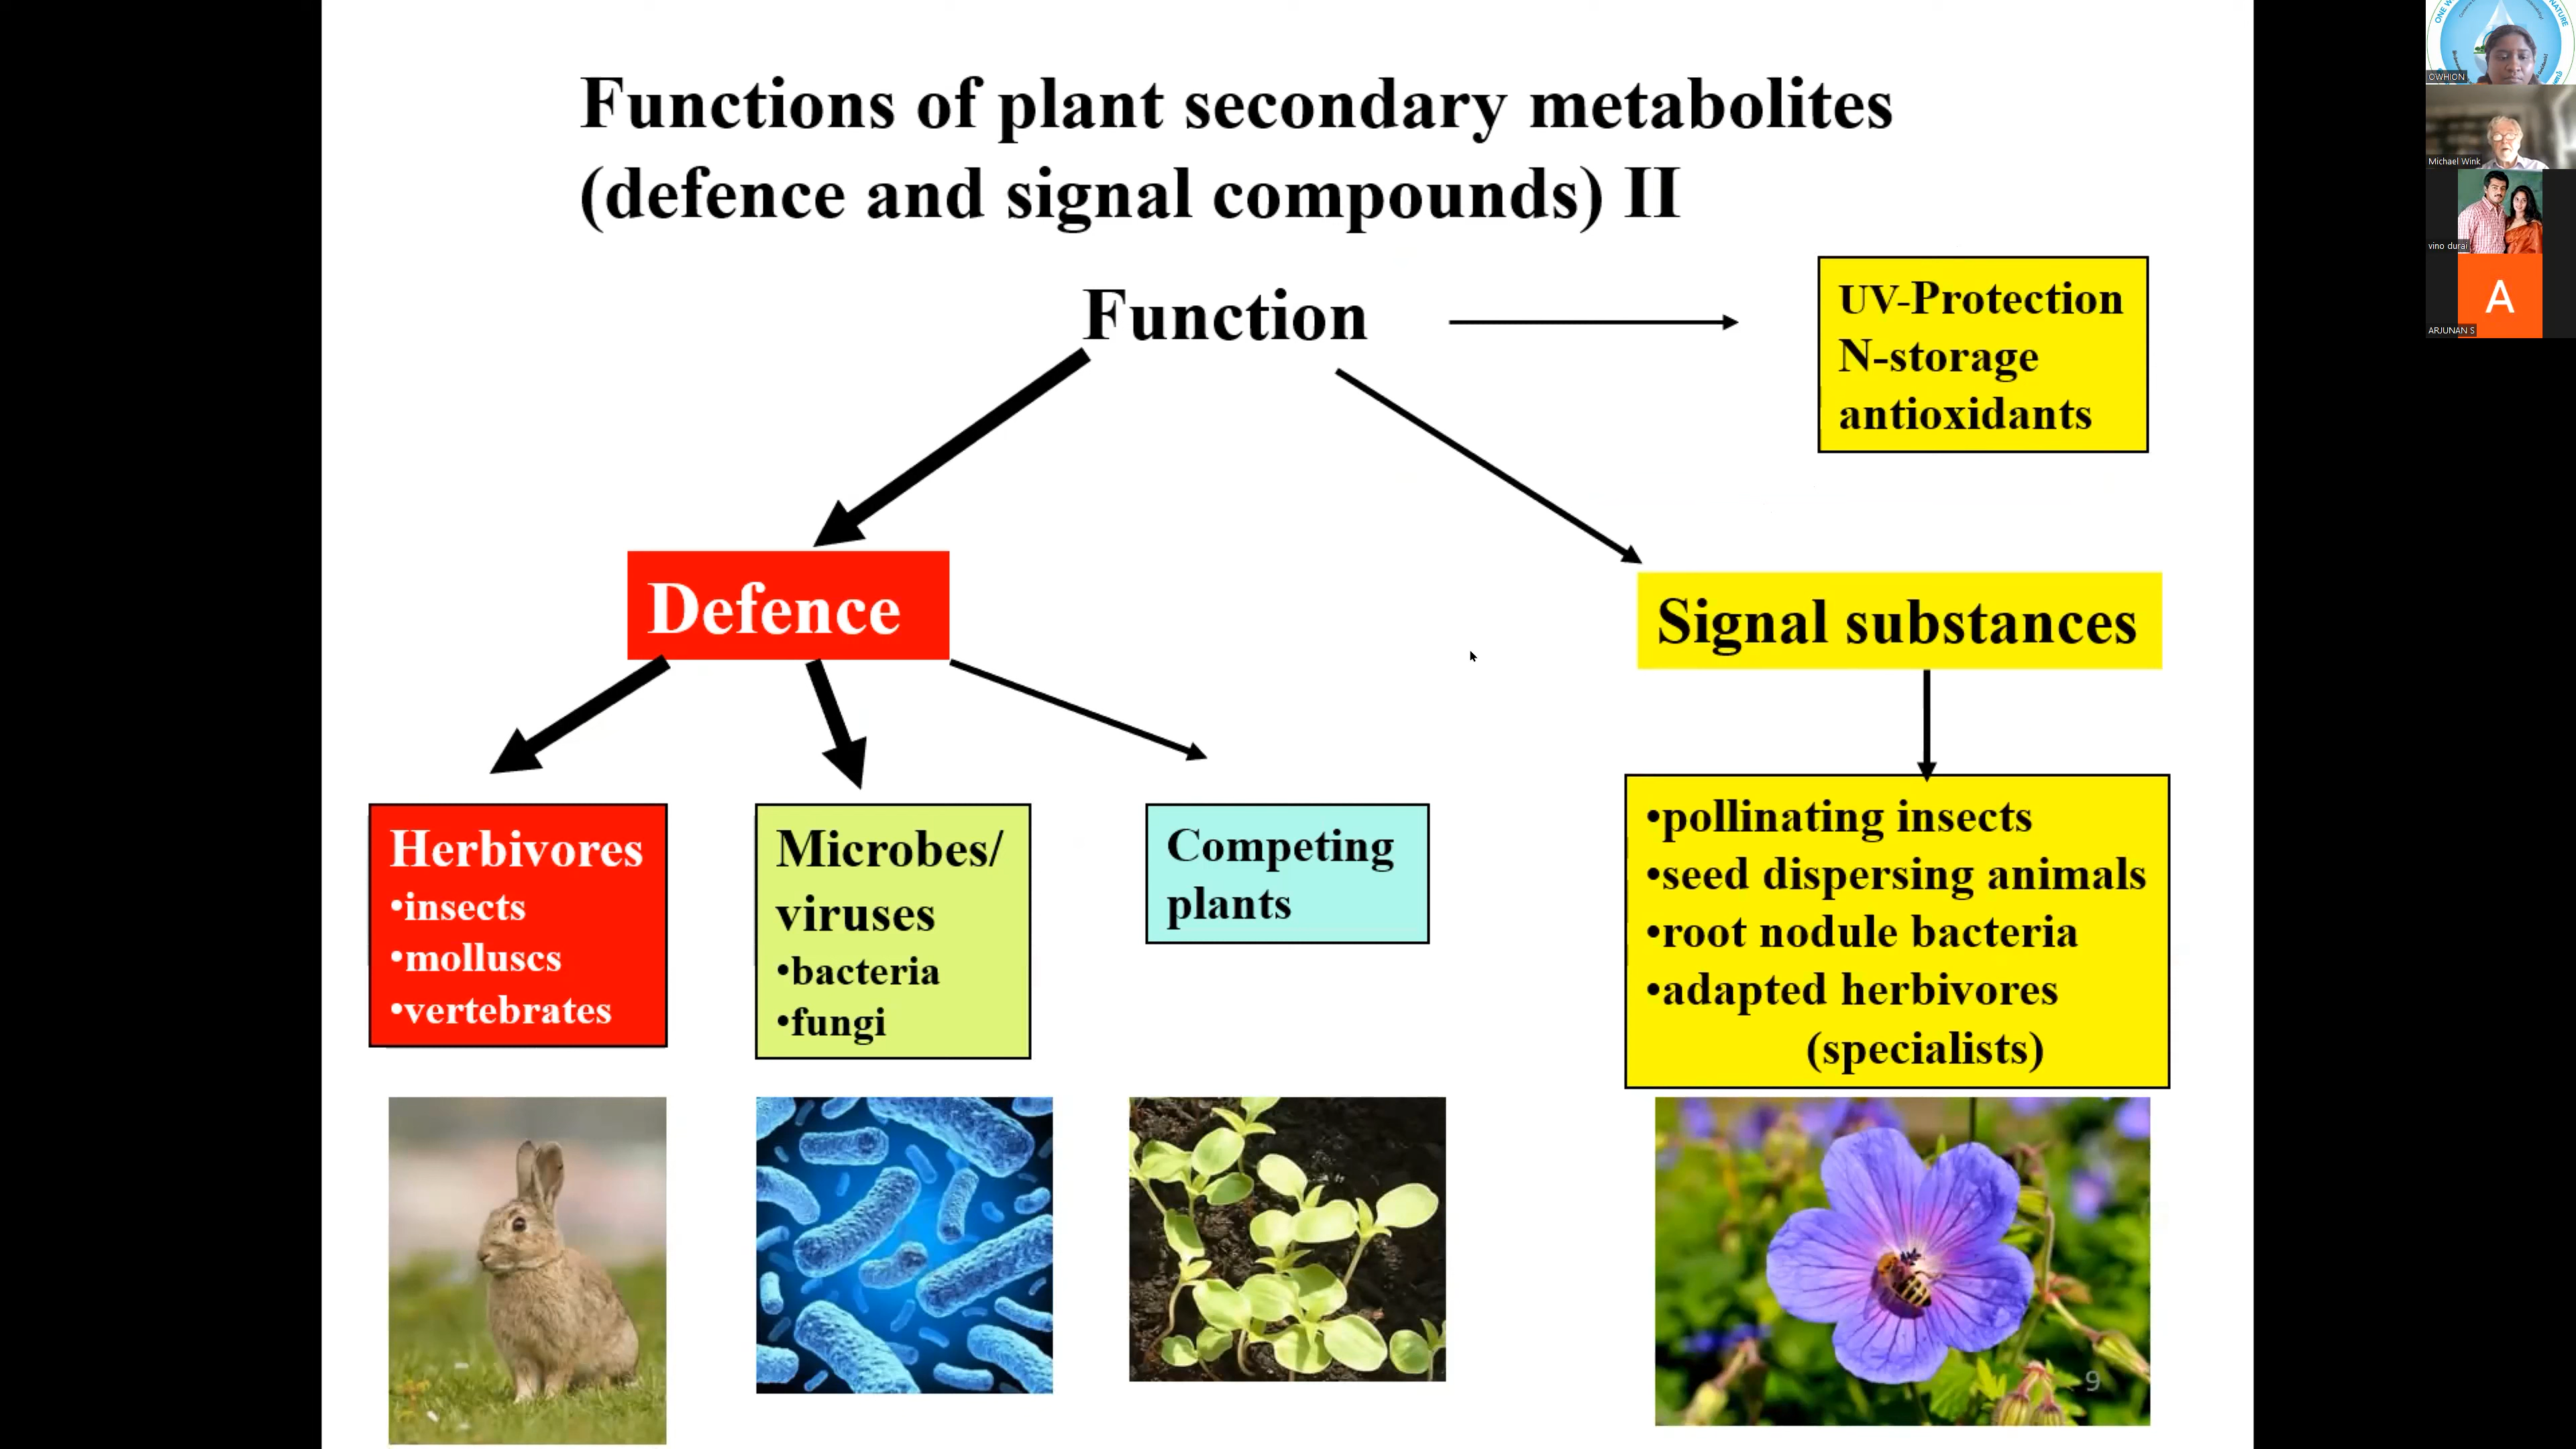 Functions of plant secondary metabolites
(defence and signal compounds) II
Function
UV-Protection
N-storage
antioxidants
Defence
Signal substances
Herbivores
•insects
•molluscs
•vertebrates
Microbes/
viruses
•bacteria
•fungi
Competing
plants
•pollinating insects
•seed dispersing animals
•root nodule bacteria
•adapted herbivores
(specialists)
9
OWHION
Michael Wink
vino durai
A
ARJUNAN S